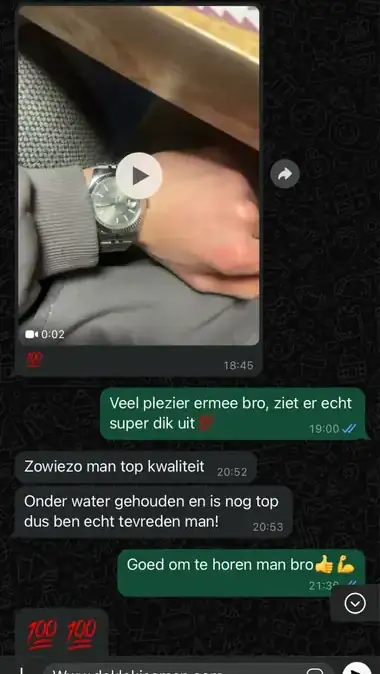 0:02
💯
18:45
Veel plezier ermee bro, ziet er echt
super dik uit💯
19:00
Zowiezo man top kwaliteit 20:52
Onder water gehouden en is nog top
dus ben echt tevreden man!
20:53
Goed om te horen man bro👍💪
💯 💯